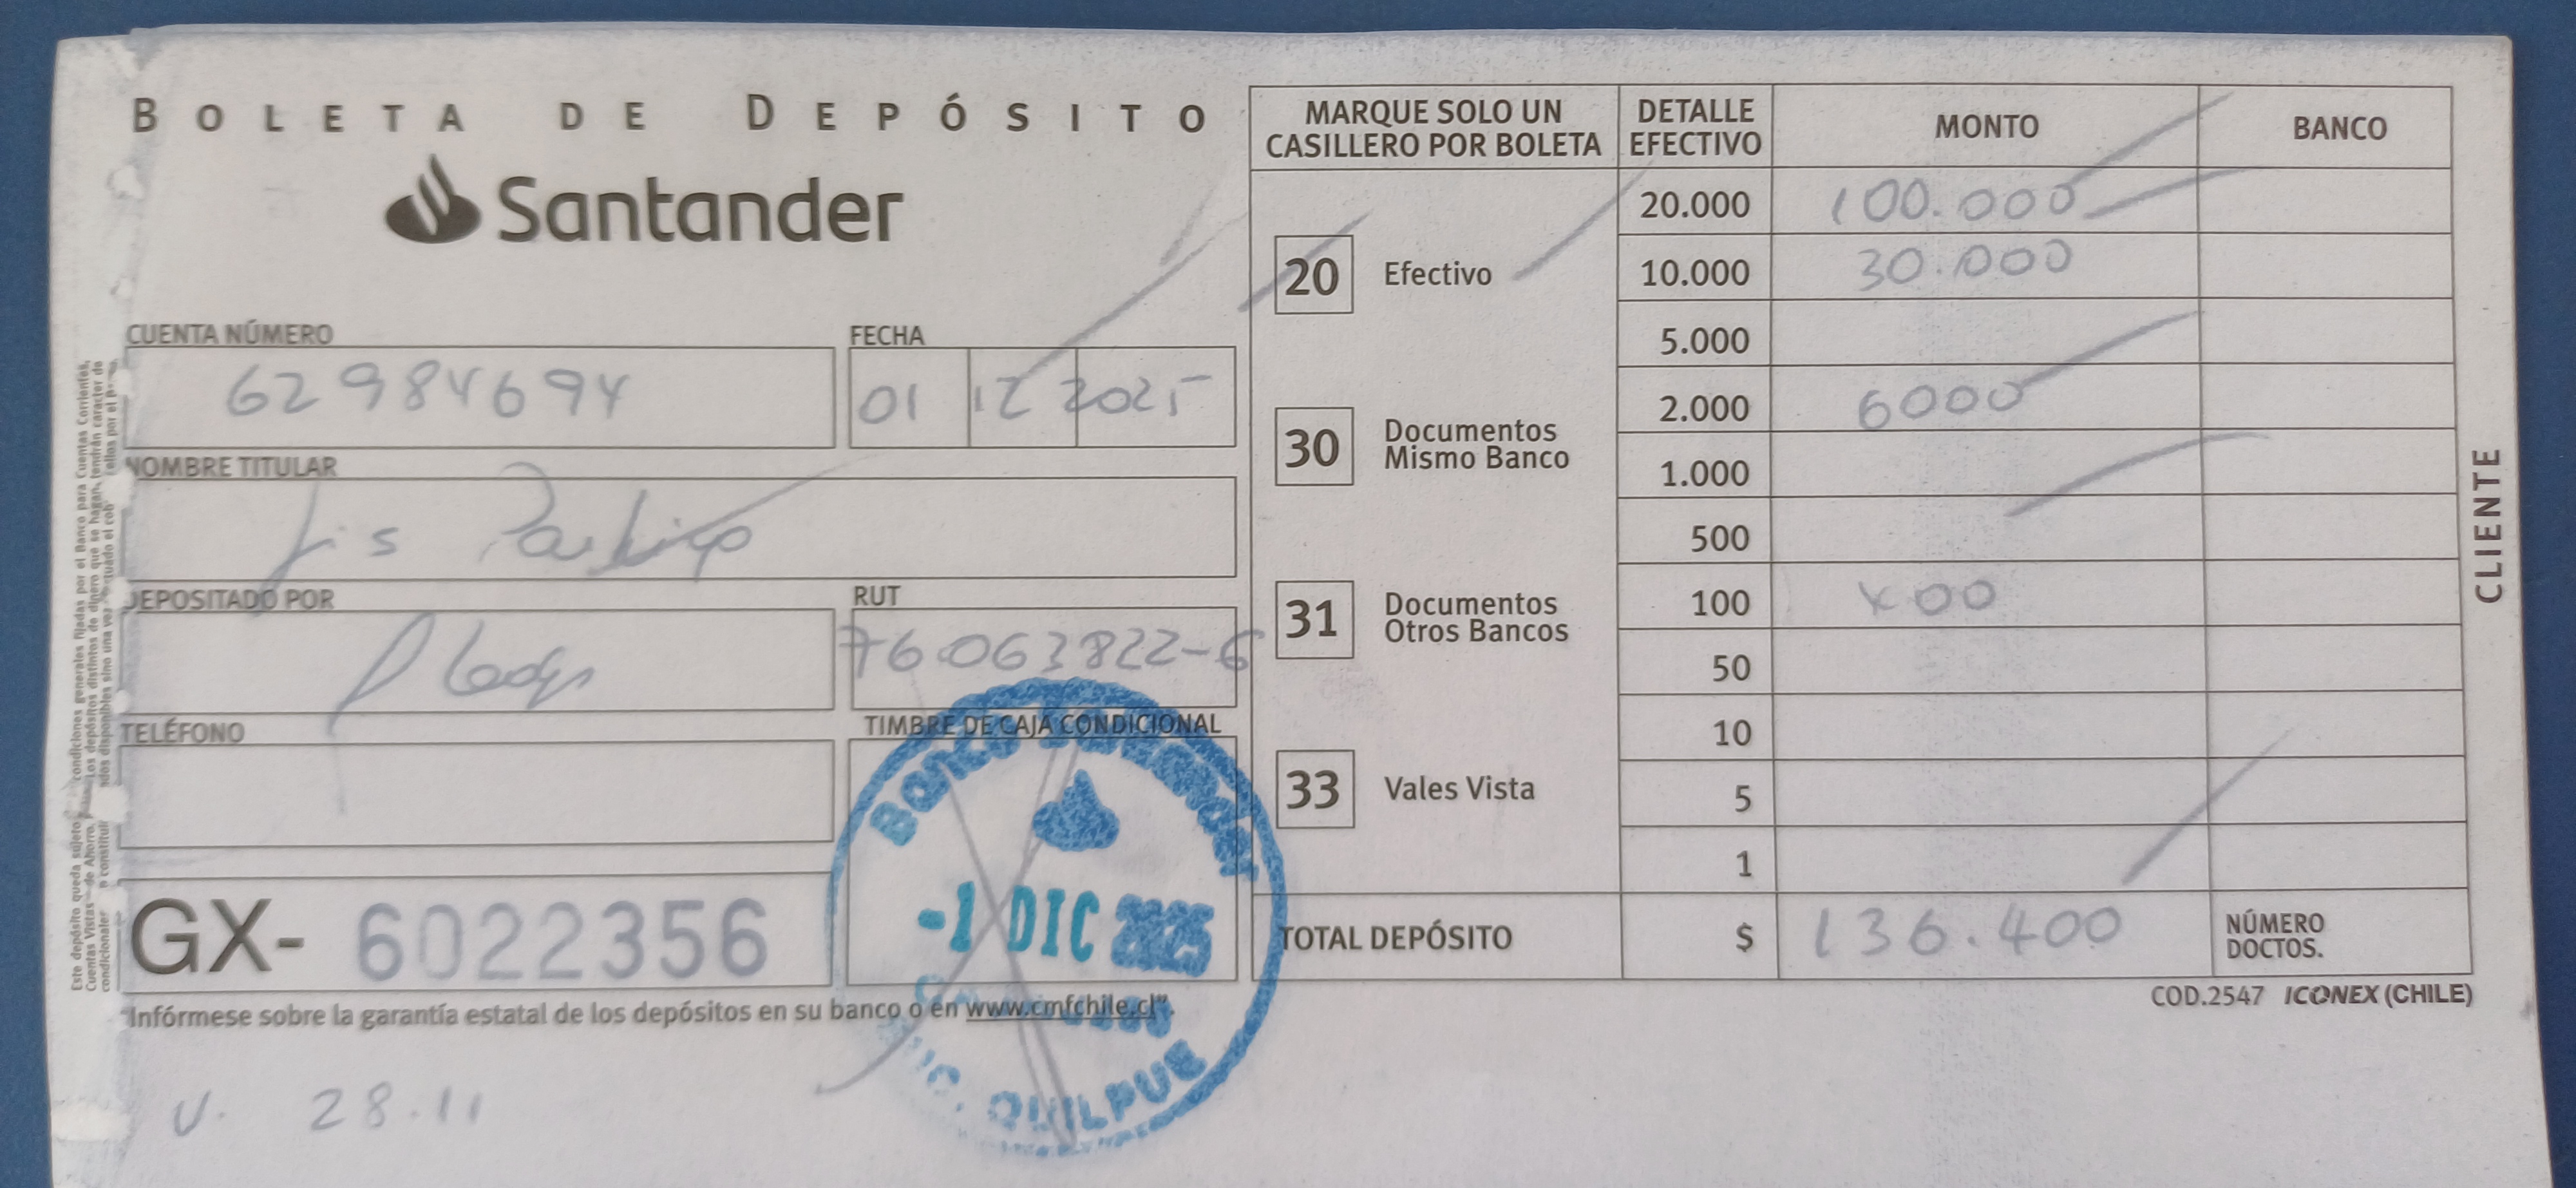 BOLETA DE DEPÓSITO
Santander
CUENTA NÚMERO
62984694
FECHA
01 12 2025
NOMBRE TITULAR
DEPOSITADO POR
RUT
76.063822-6
TELÉFONO
TIMBRE DE CAJA CONDICIONAL
Banco Santander
-1 DIC 2025
QUILPUE
GX- 6022356
"Infórmese sobre la garantía estatal de los depósitos en su banco o en www.cmfchile.cl".
V. 28.11
MARQUE SOLO UN CASILLERO POR BOLETA
20 Efectivo
30 Documentos Mismo Banco
31 Documentos Otros Bancos
33 Vales Vista
DETALLE EFECTIVO MONTO BANCO
20.000 100.000
10.000 30.000
5.000
2.000 6000
1.000
500
100 400
50
10
5
1
TOTAL DEPÓSITO $ 136.400 NÚMERO DOCTOS.
CLIENTE
COD.2547 ICONEX (CHILE)